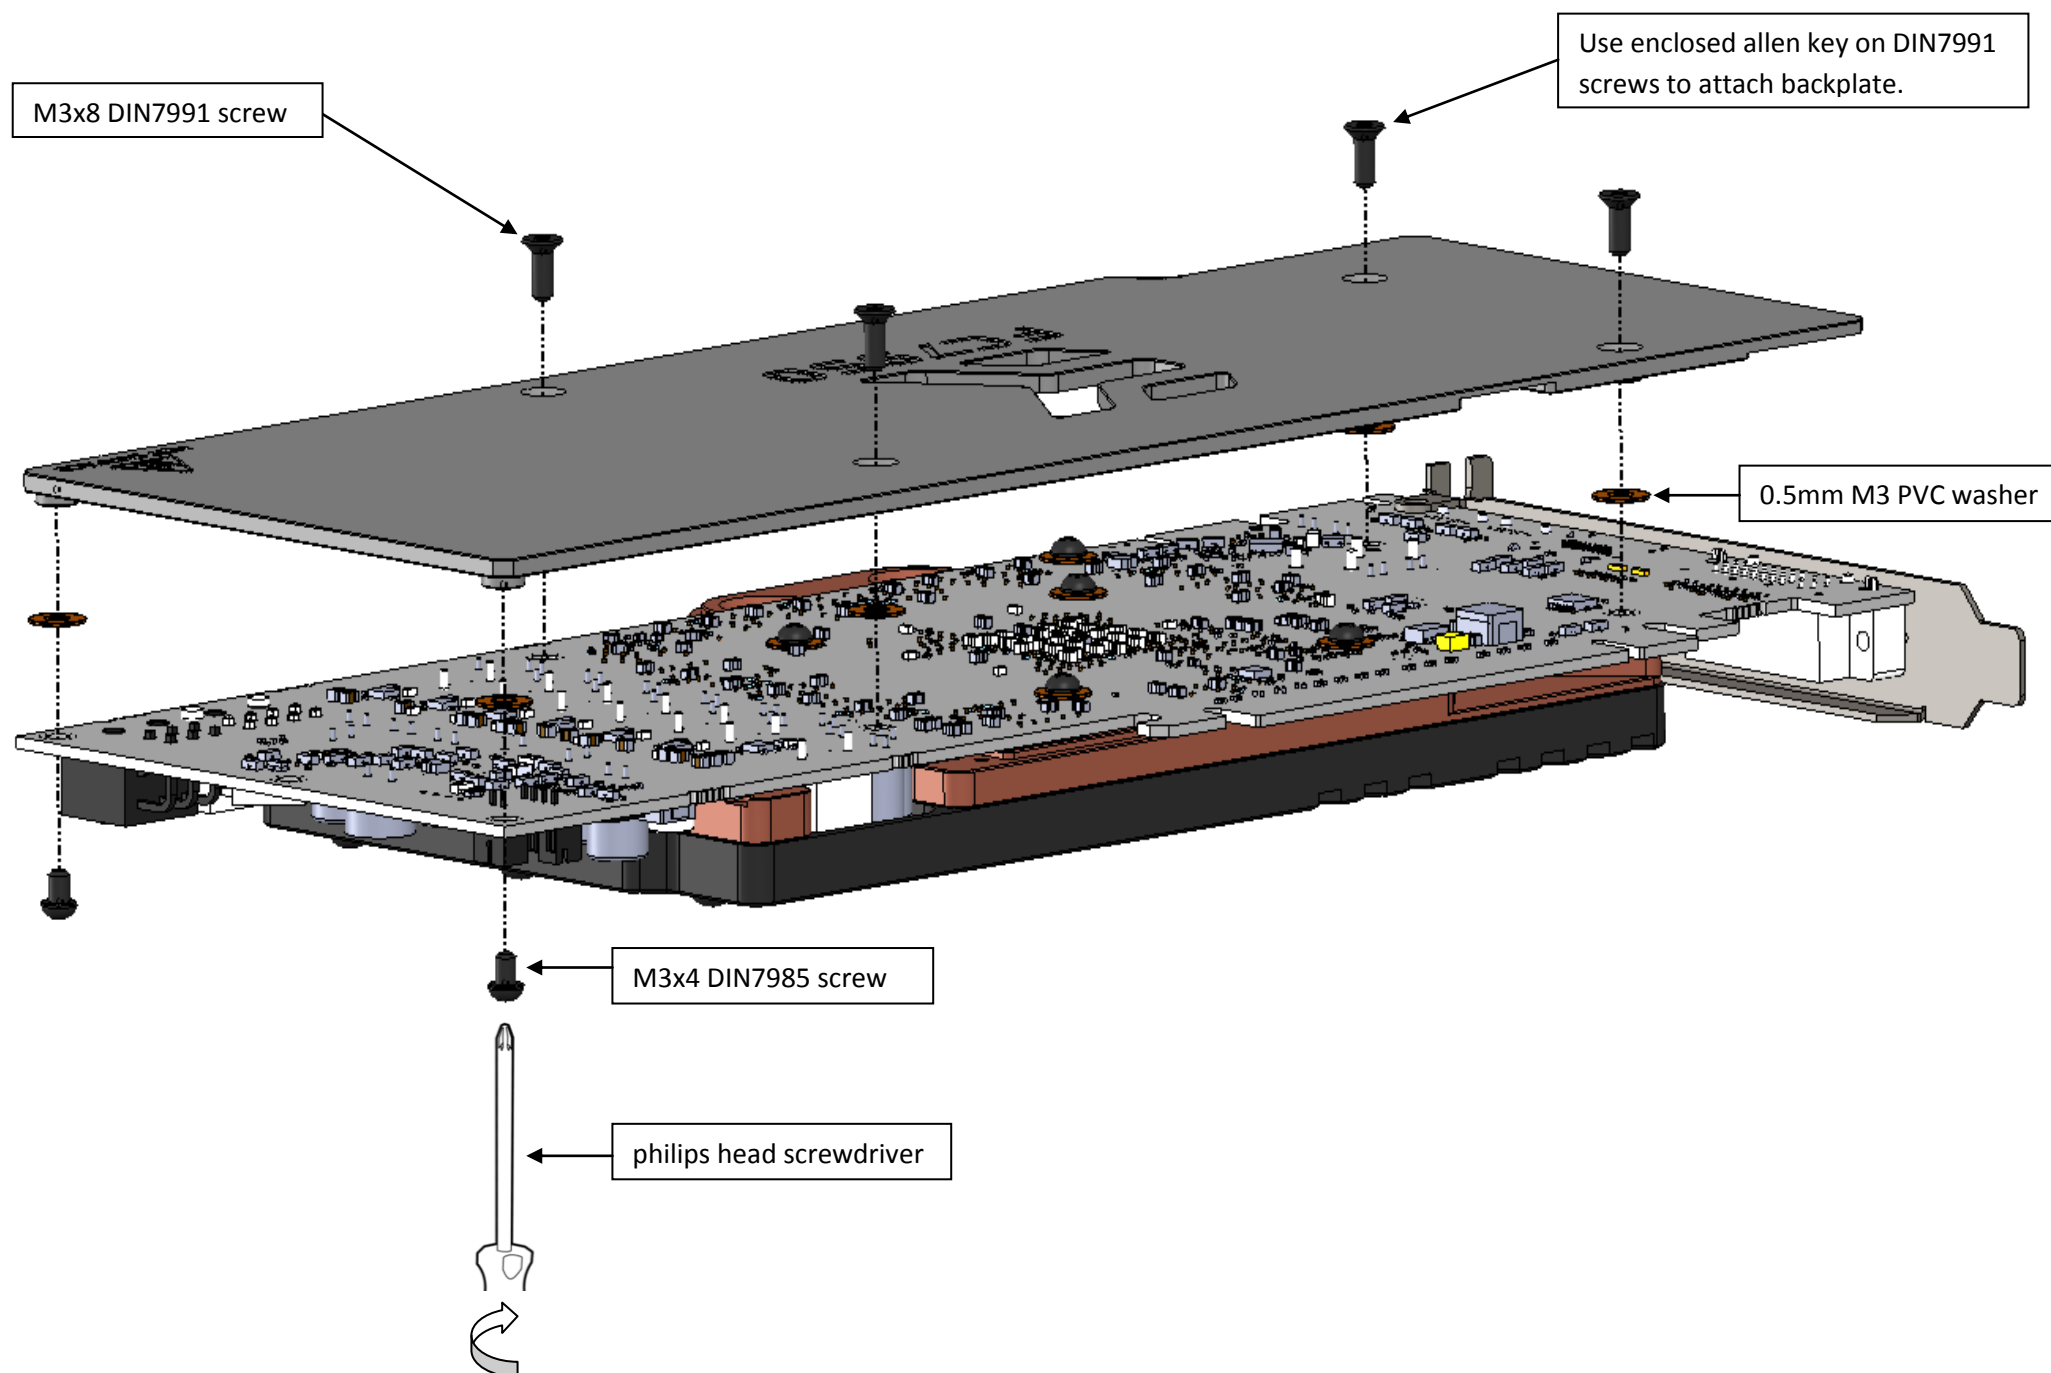 Use enclosed allen key on DIN7991
screws to attach backplate.
M3x8 DIN7991 screw
0.5mm M3 PVC washer
M3x4 DIN7985 screw
philips head screwdriver